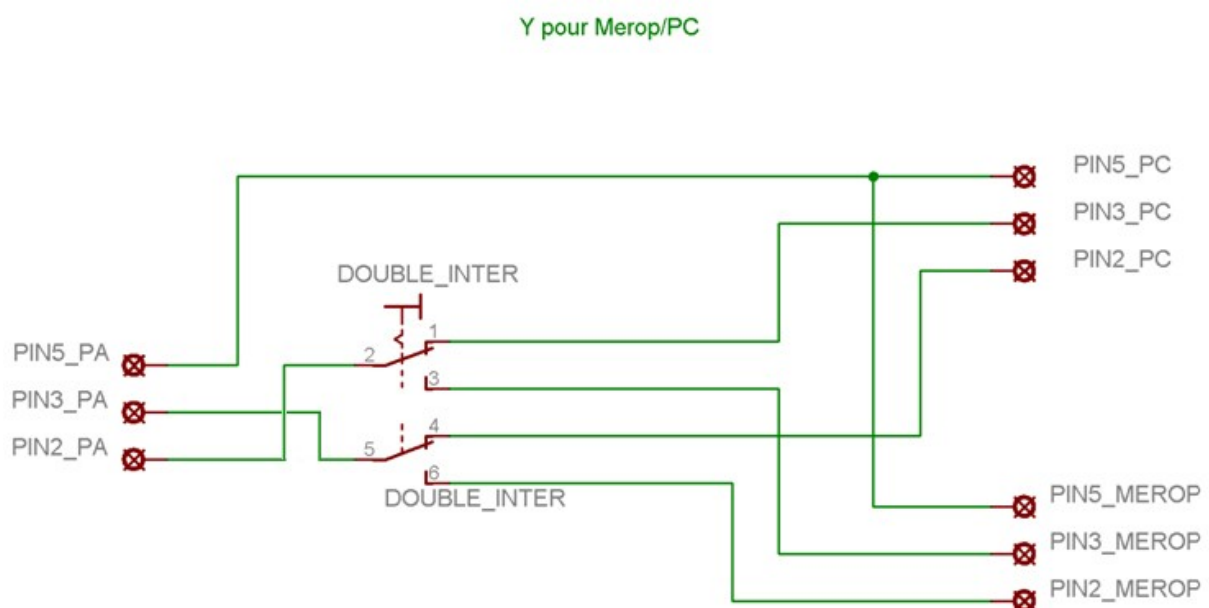 Y pour Merop/PC
PIN5_PC
PIN3_PC
PIN2_PC
DOUBLE_INTER
1
2
3
PIN5_PA
PIN3_PA
PIN2_PA
4
5
6
DOUBLE_INTER
PIN5_MEROP
PIN3_MEROP
PIN2_MEROP